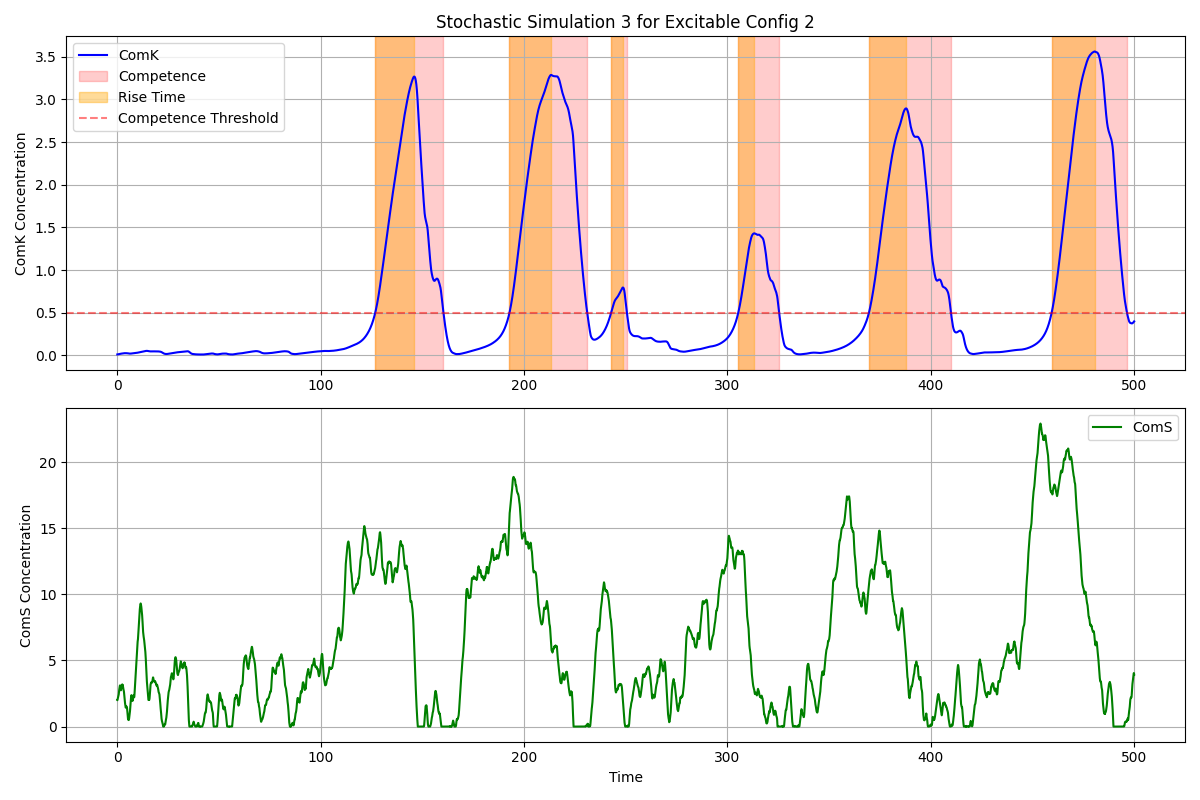 Stochastic Simulation 3 for Excitable Config 2
ComK
Competence
Rise Time
Competence Threshold
ComK Concentration
3.5
3.0
2.5
2.0
1.5
1.0
0.5
0.0
0 100 200 300 400 500
ComS
ComS Concentration
20
15
10
5
0
0 100 200 300 400 500
Time